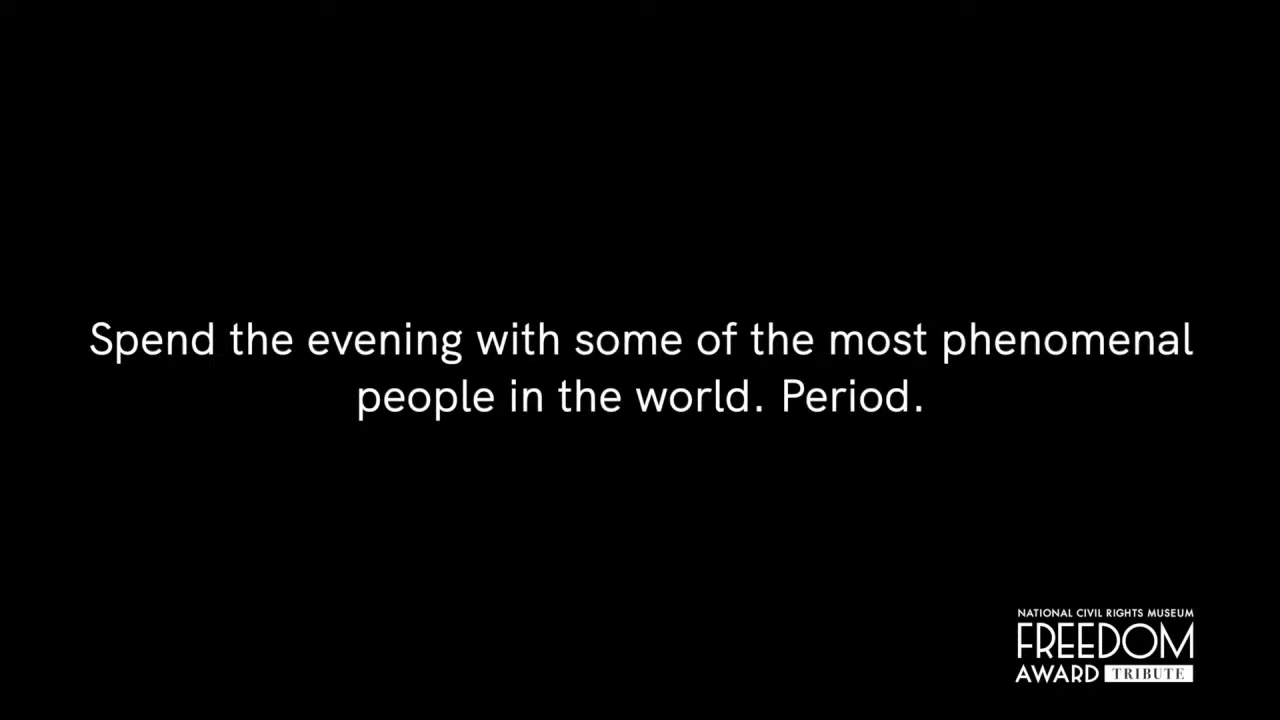 Spend the evening with some of the most phenomenal
people in the world. Period.
NATIONAL CIVIL RIGHTS MUSEUM
FREEDOM
AWARD TRIBUTE